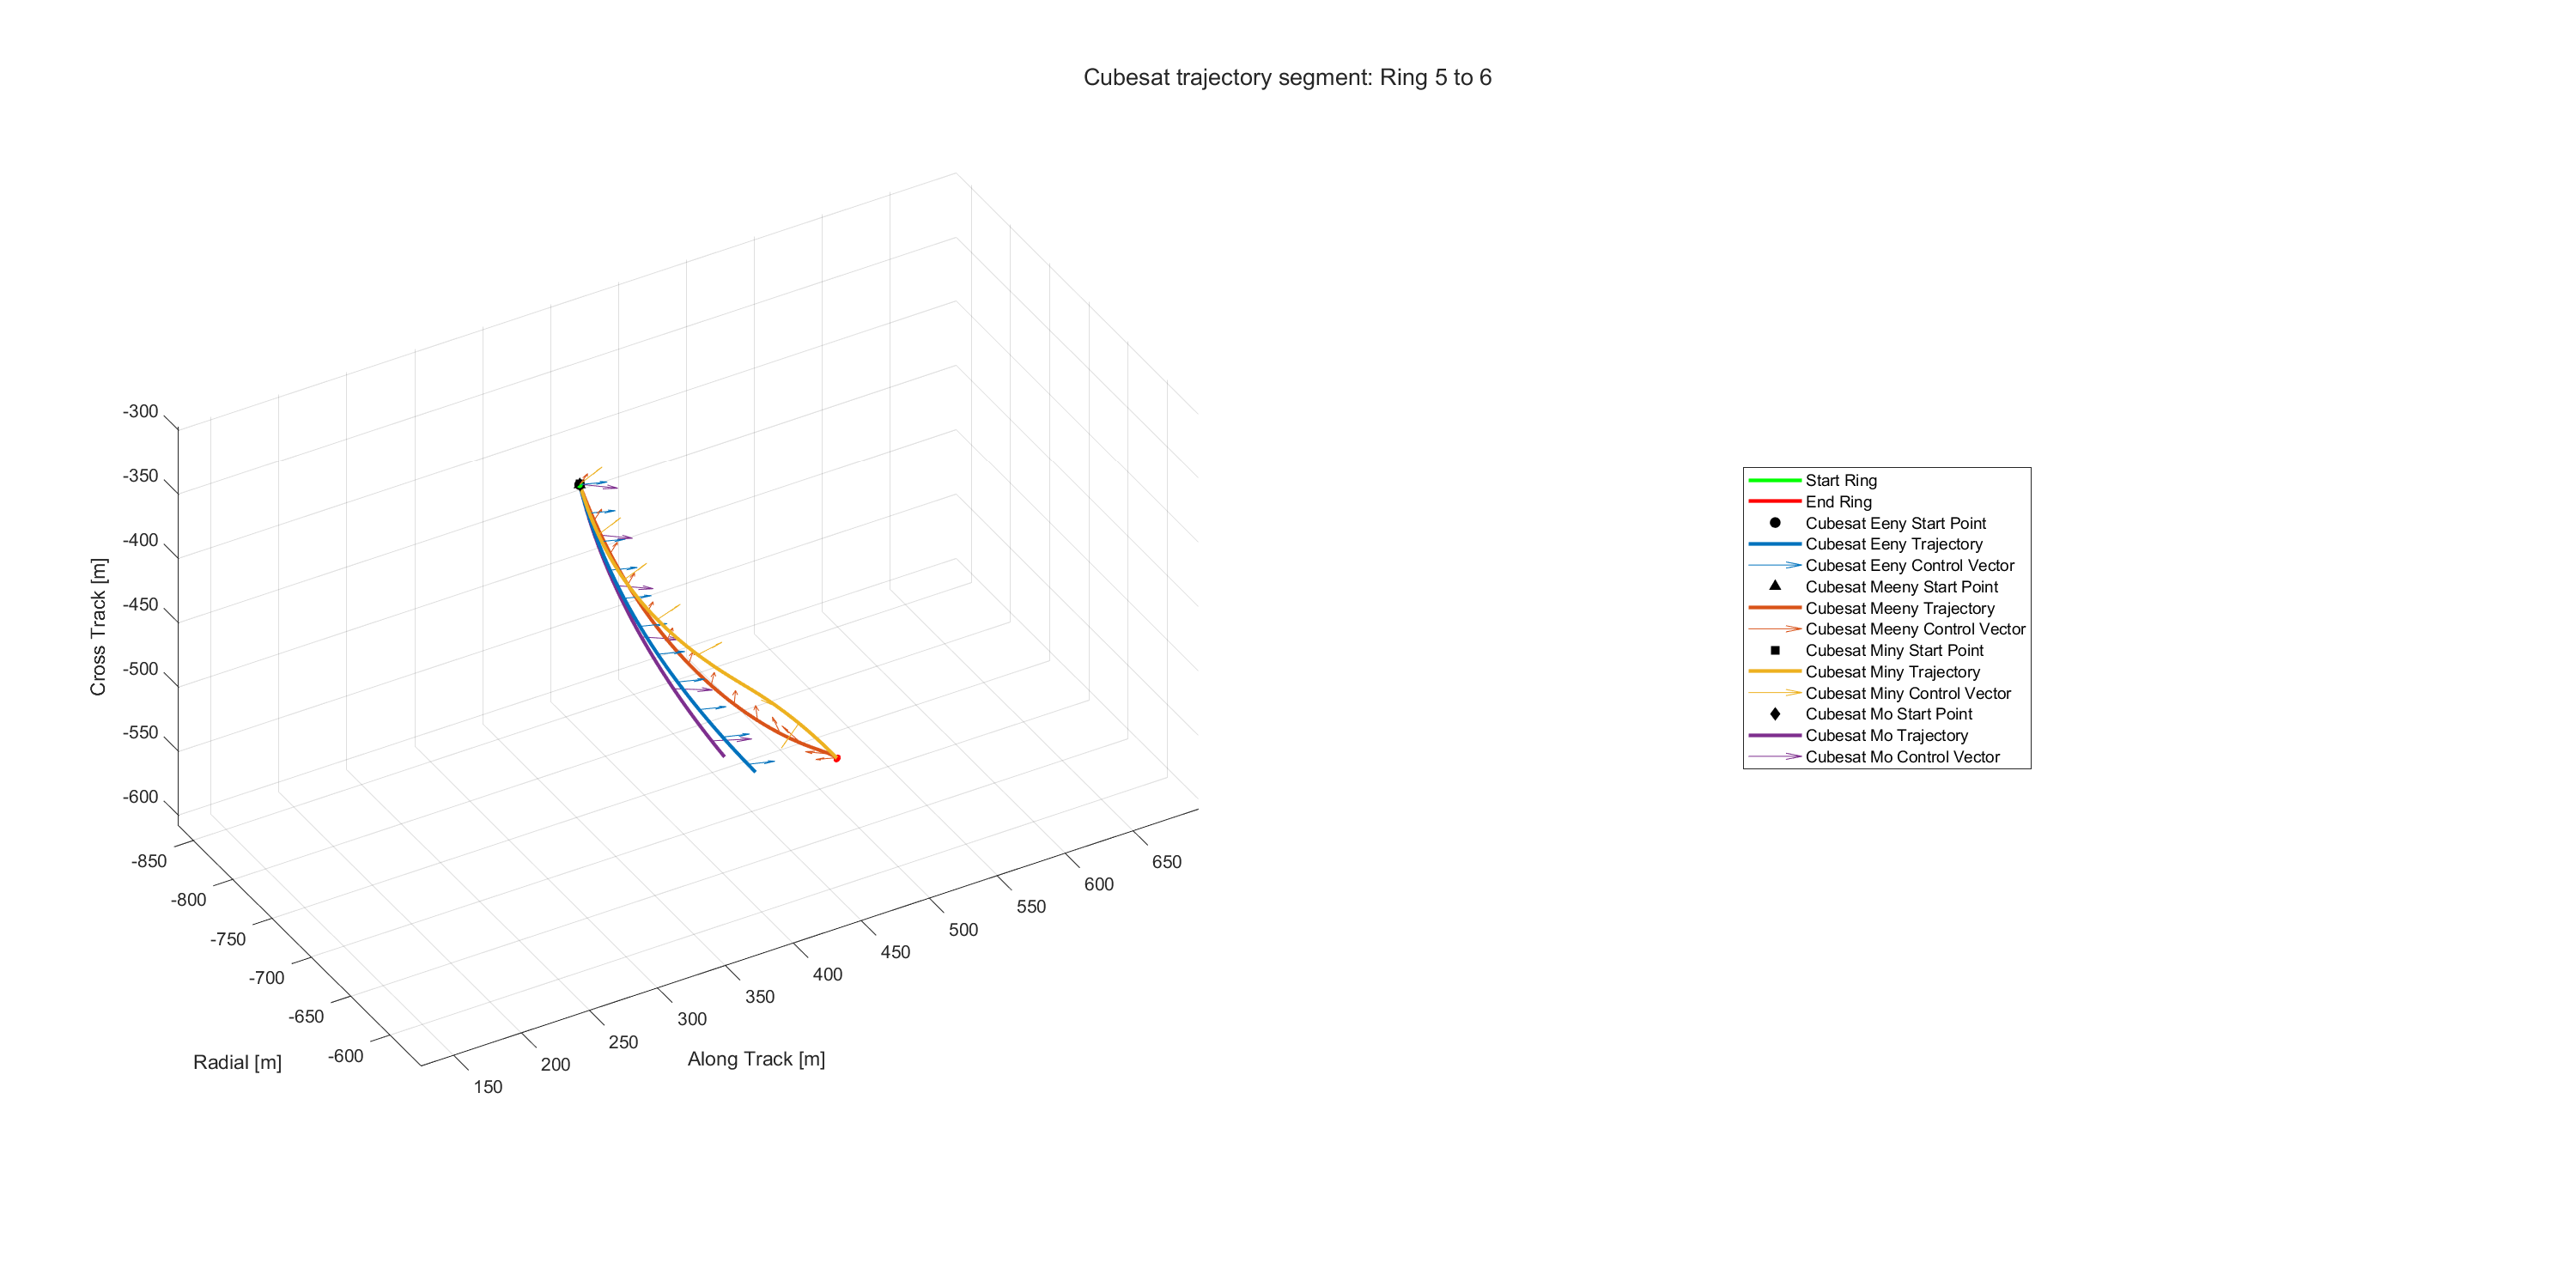 Cubesat trajectory segment: Ring 5 to 6
-300
-350
-400
-450
-500
-550
-600
Cross Track [m]
-850
-800
-750
-700
-650
-600
Radial [m]
150
200
250
300
350
400
450
500
550
600
650
Along Track [m]
Start Ring
End Ring
Cubesat Eeny Start Point
Cubesat Eeny Trajectory
Cubesat Eeny Control Vector
Cubesat Meeny Start Point
Cubesat Meeny Trajectory
Cubesat Meeny Control Vector
Cubesat Miny Start Point
Cubesat Miny Trajectory
Cubesat Miny Control Vector
Cubesat Mo Start Point
Cubesat Mo Trajectory
Cubesat Mo Control Vector